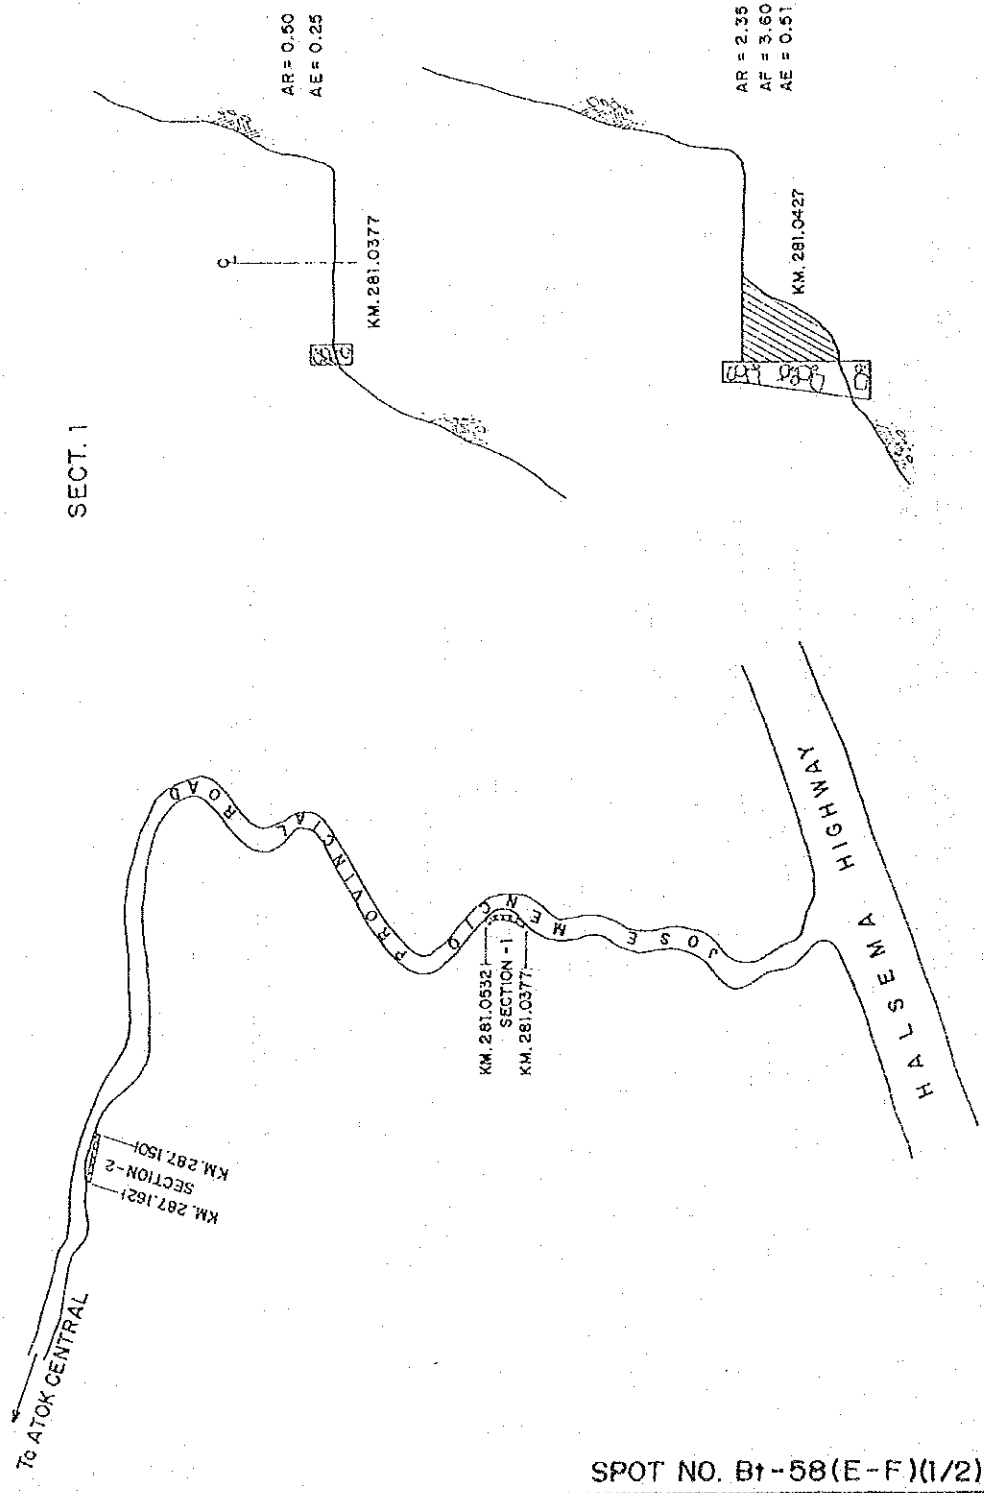 SECT. 1
AR = 0.50
AE = 0.25
KM. 281.0377
AR = 2.35
AF = 3.60
AE = 0.51
KM. 281.0427
To ATOK CENTRAL
KM. 287.1621
SECTION-2
KM. 287.1501
JOSE MENCIO PROVINCIAL ROAD
KM. 281.0532
SECTION -1
KM. 281.0377
HALSEMA HIGHWAY
SPOT NO. Bt-58(E-F)(1/2)